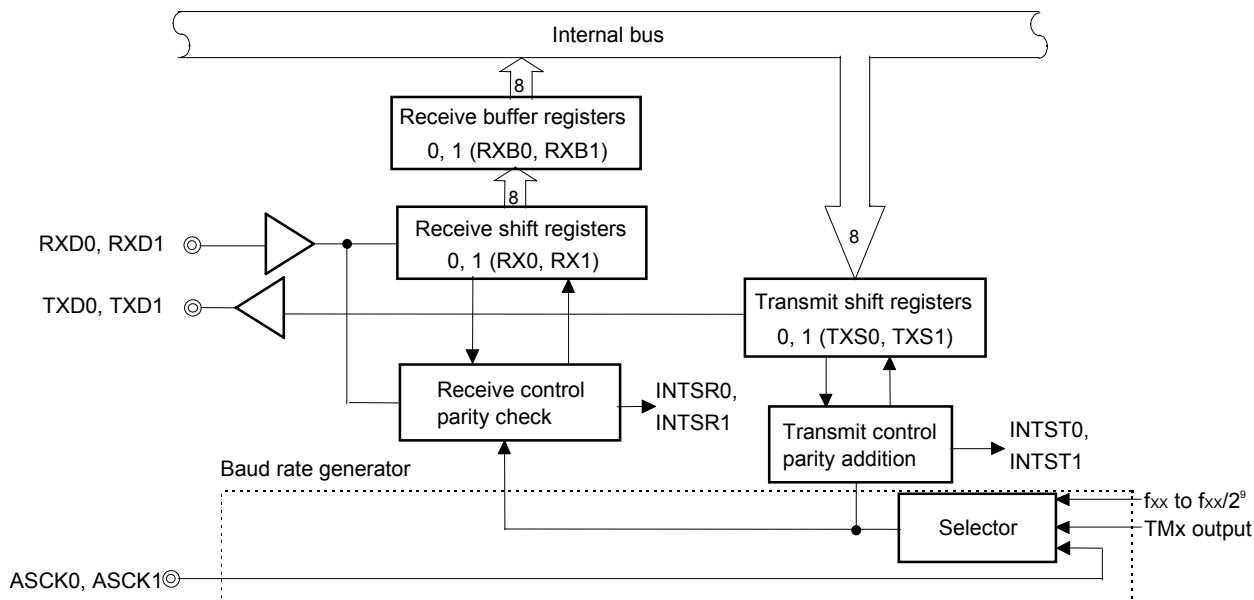 Internal bus
8
Receive buffer registers
0, 1 (RXB0, RXB1)
8
Receive shift registers
0, 1 (RX0, RX1)
RXD0, RXD1
8
TXD0, TXD1
Transmit shift registers
0, 1 (TXS0, TXS1)
Receive control
parity check
INTSR0,
INTSR1
Transmit control
parity addition
INTST0,
INTST1
Baud rate generator
Selector
fxx to fxx/2⁹
TMx output
ASCK0, ASCK1